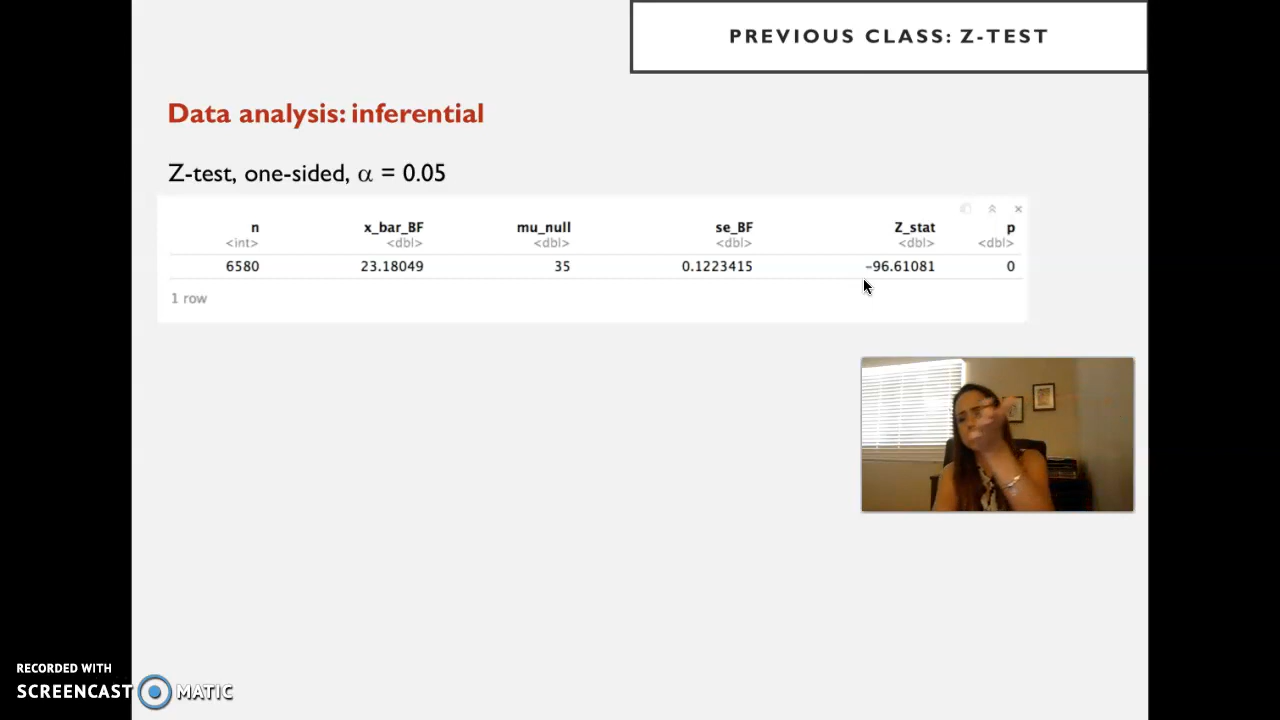 PREVIOUS CLASS: Z-TEST
Data analysis: inferential
Z-test, one-sided, α = 0.05
n x_bar_BF mu_null se_BF Z_stat p
<int> <dbl> <dbl> <dbl> <dbl> <dbl>
6580 23.18049 35 0.1223415 -96.61081 0
1 row
RECORDED WITH
SCREENCAST MATIC